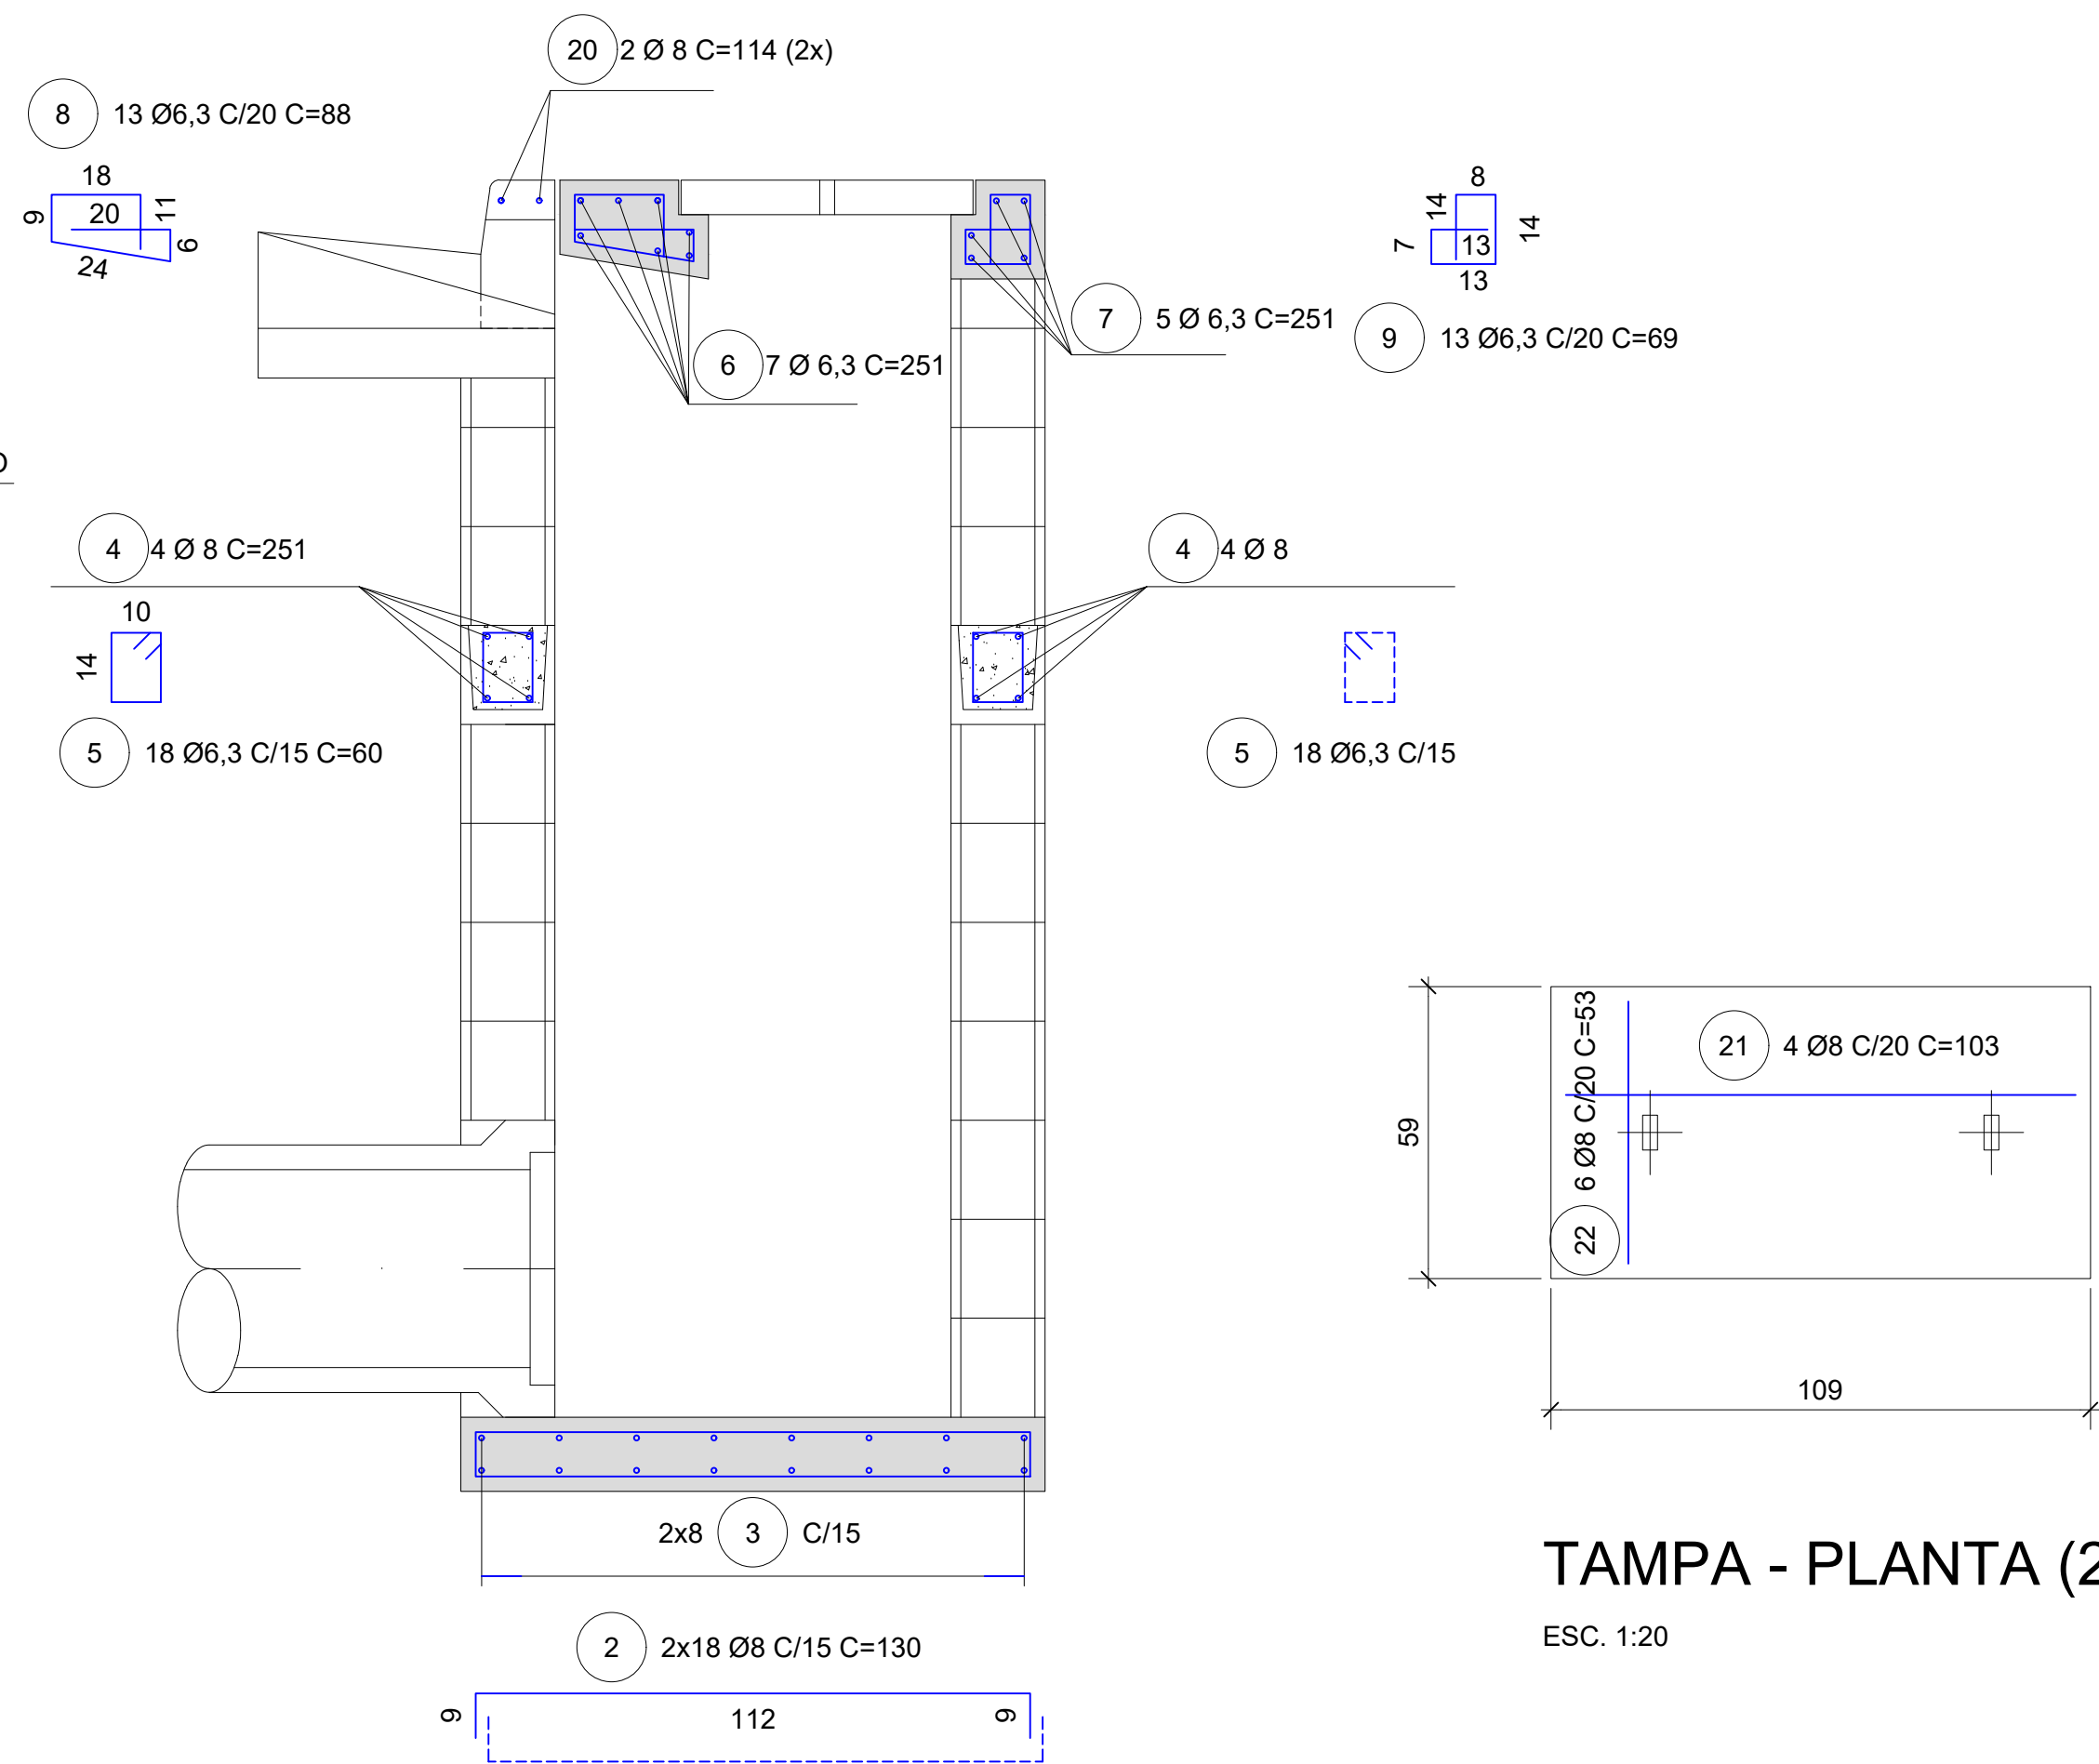 20 2 Ø 8 C=114 (2x)
8 13 Ø6,3 C/20 C=88
18
9
20
11
6
24
8
14
14
7
13
13
7 5 Ø 6,3 C=251
9 13 Ø6,3 C/20 C=69
6 7 Ø 6,3 C=251
4 4 Ø 8 C=251
4 4 Ø 8
10
14
5 18 Ø6,3 C/15 C=60
5 18 Ø6,3 C/15
22 6 Ø8 C/20 C=53
21 4 Ø8 C/20 C=103
59
109
2x8 3 C/15
TAMPA - PLANTA (2
ESC. 1:20
2 2x18 Ø8 C/15 C=130
9
112
9